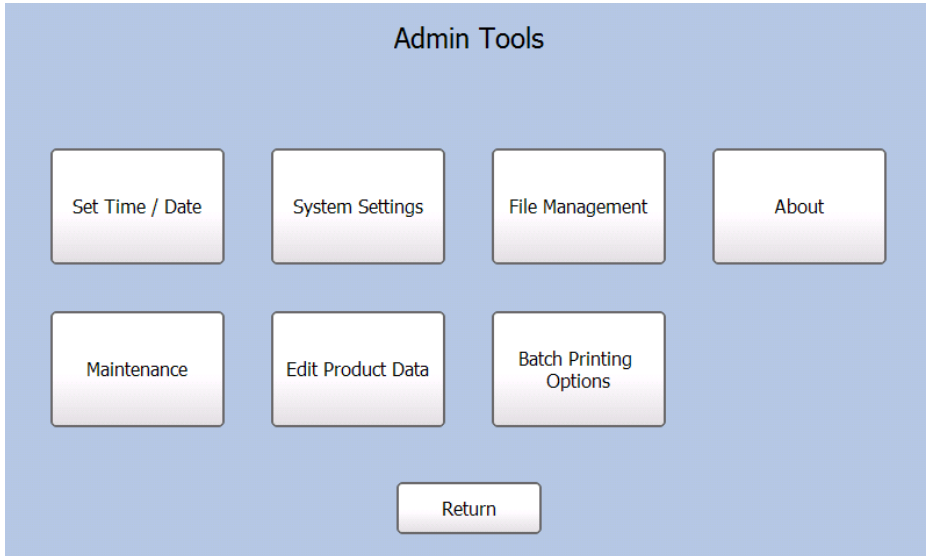 Admin Tools
Set Time / Date
System Settings
File Management
About
Maintenance
Edit Product Data
Batch Printing
Options
Return